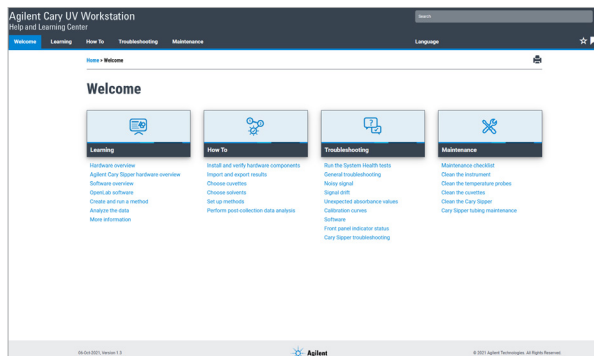 Agilent Cary UV Workstation
Help and Learning Center
Search
Welcome Learning How To Troubleshooting Maintenance Language
Home » Welcome
Welcome
Learning
Hardware overview
Agilent Cary Sipper hardware overview
Software overview
OpenLab software
Create and run a method
Analyze the data
More information
How To
Install and verify hardware components
Import and export results
Choose cuvettes
Choose solvents
Set up methods
Perform post-collection data analysis
Troubleshooting
Run the System Health tests
General troubleshooting
Noisy signal
Signal drift
Unexpected absorbance values
Calibration curves
Software
Front panel indicator status
Cary Sipper troubleshooting
Maintenance
Maintenance checklist
Clean the instrument
Clean the temperature probes
Clean the cuvettes
Clean the Cary Sipper
Cary Sipper tubing maintenance
06-Oct-2021, Version 1.5
Agilent
© 2021 Agilent Technologies. All Rights Reserved.